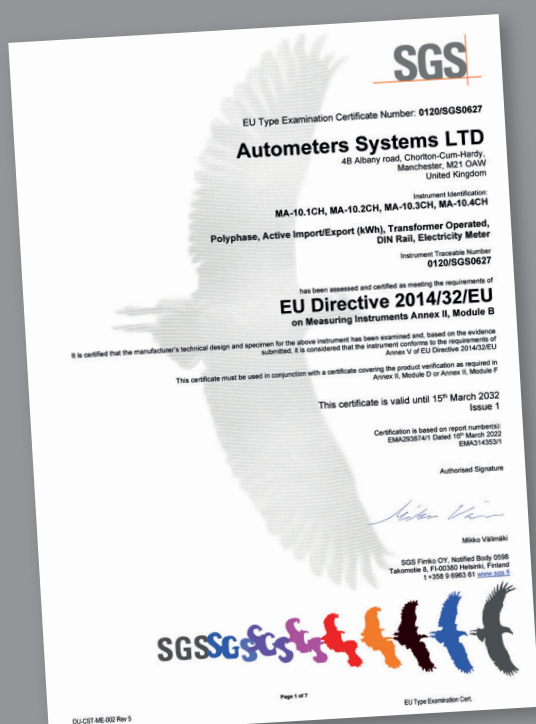 SGS
EU Type Examination Certificate Number: 0120/SGS0627
Autometers Systems LTD
4B Albany road, Chorlton-Cum-Hardy,
Manchester, M21 OAW
United Kingdom
Instrument Identification:
MA-10.1CH, MA-10.2CH, MA-10.3CH, MA-10.4CH
Polyphase, Active Import/Export (kWh), Transformer Operated,
DIN Rail, Electricity Meter
Instrument Traceable Number
0120/SGS0627
has been assessed and certified as meeting the requirements of
EU Directive 2014/32/EU
on Measuring Instruments Annex II, Module B
It is certified that the manufacturer's technical design and specimen for the above instrument has been examined and, based on the evidence
submitted, it is considered that the instrument conforms to the requirements of
Annex V of EU Directive 2014/32/EU
This certificate must be used in conjunction with a certificate covering the product verification as required in
Annex II, Module D or Annex II, Module F
This certificate is valid until 15th March 2032
Issue 1
Certification is based on report number(s):
EMA293874/1 Dated 16th March 2022
EMA314353/1
Authorised Signature
Mikko Välimäki
SGS Fimko OY, Notified Body 0598
Takomotie 8, FI-00380 Helsinki, Finland
t +358 9 6963 61 www.sgs.fi
SGSSGSSGSSGS
Page 1 of 7
DU-CST-ME-002 Rev 5
EU Type Examination Cert.